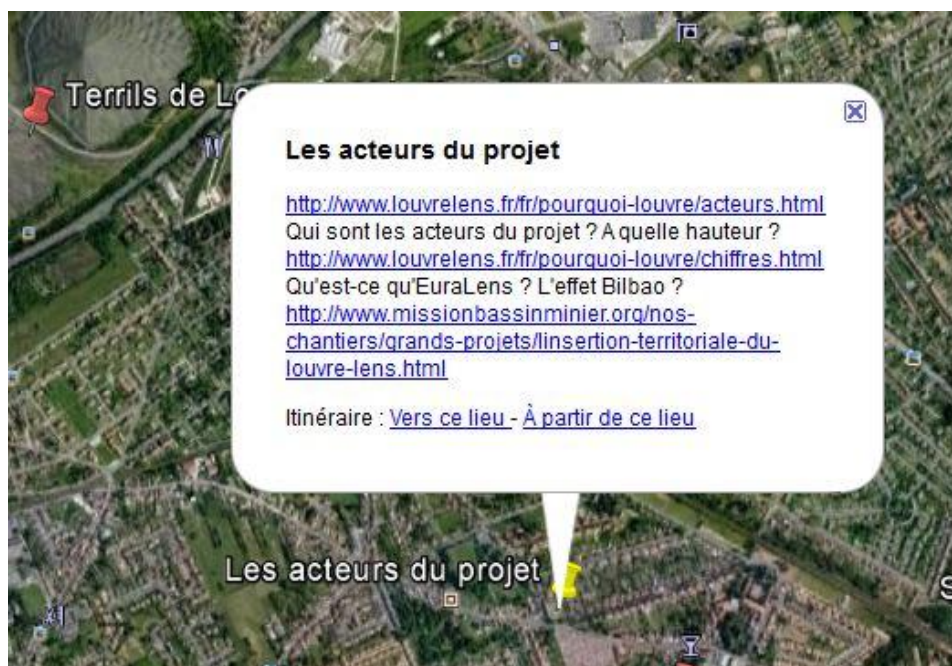 Terrils de Lo
Les acteurs du projet
http://www.louvrelens.fr/fr/pourquoi-louvre/acteurs.html
Qui sont les acteurs du projet ? A quelle hauteur ?
http://www.louvrelens.fr/fr/pourquoi-louvre/chiffres.html
Qu'est-ce qu'EuraLens ? L'effet Bilbao ?
http://www.missionbassinminier.org/nos-
chantiers/grands-projets/linsertion-territoriale-du-
louvre-lens.html
Itinéraire : Vers ce lieu - À partir de ce lieu
Les acteurs du projet
S